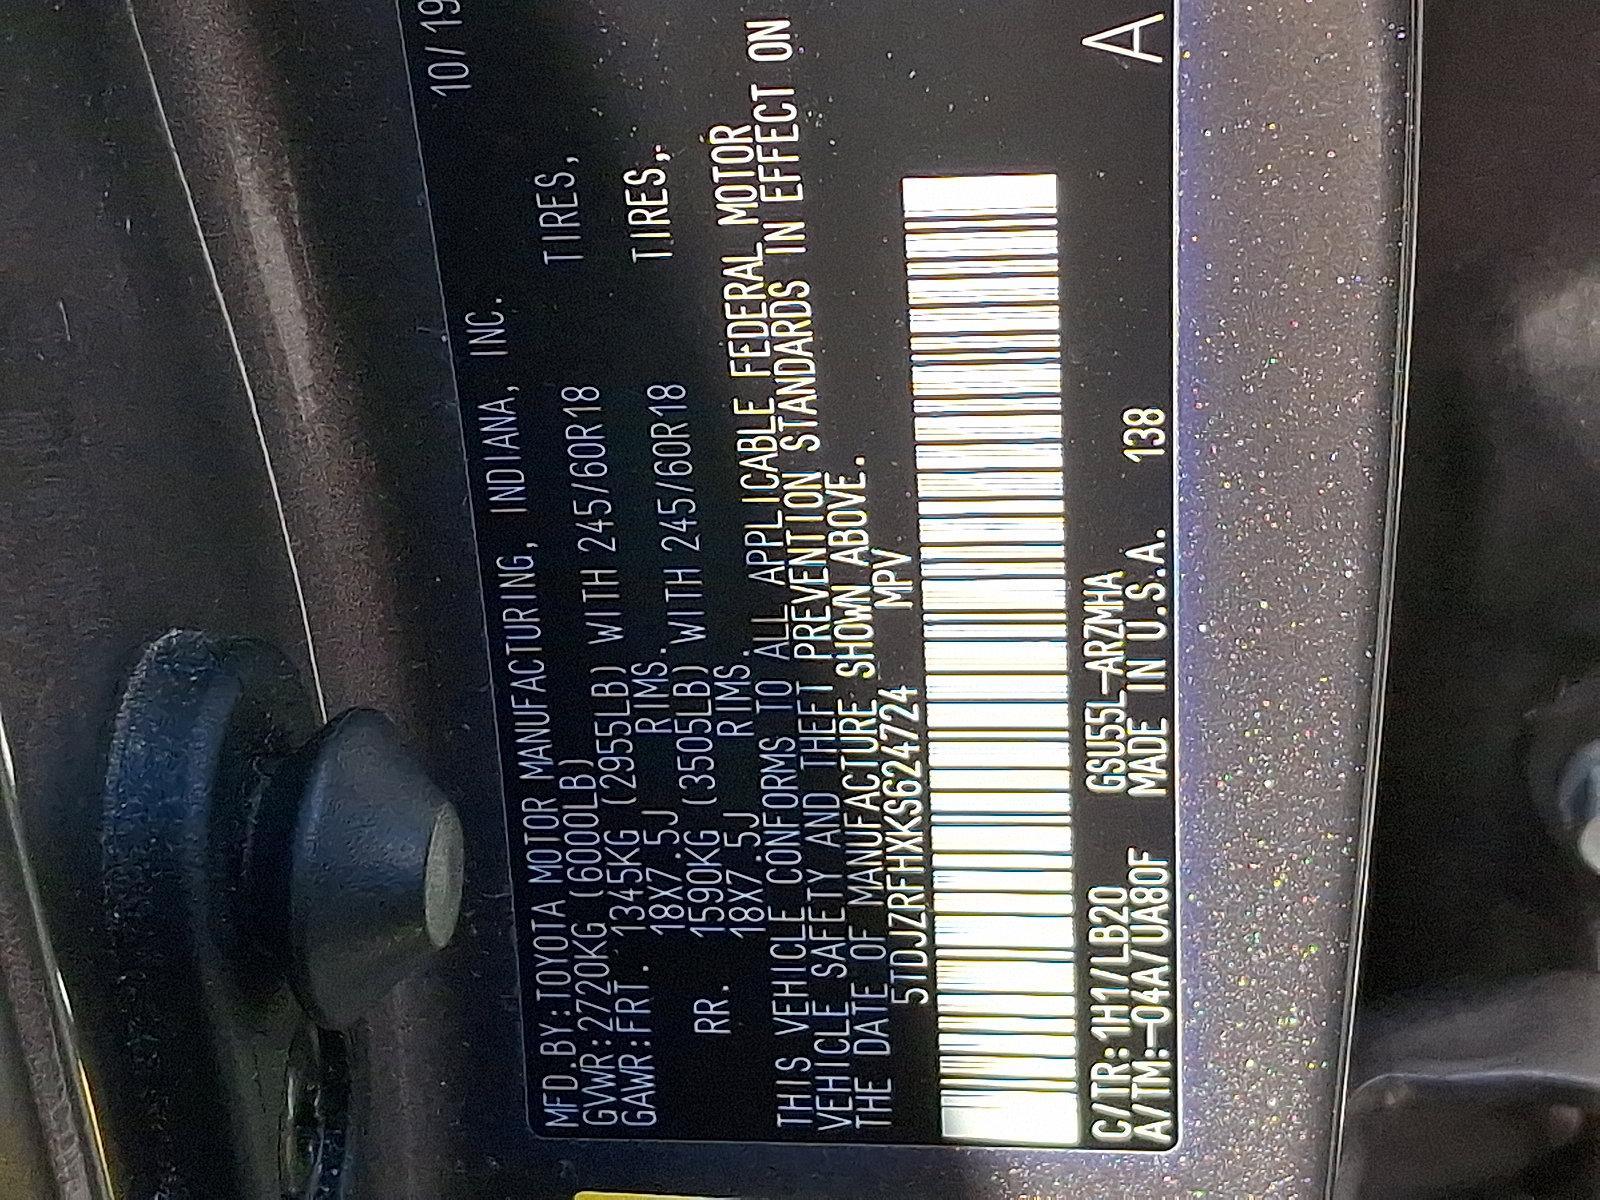 MFD.BY:TOYOTA MOTOR MANUFACTURING, INDIANA, INC. 10/19
GVWR:2720KG (6000LB)
GAWR:FRT. 1345KG (2955LB) WITH 245/60R18 TIRES,
18X7.5J RIMS.
RR. 1590KG (3505LB) WITH 245/60R18 TIRES,
18X7.5J RIMS.
THIS VEHICLE CONFORMS TO ALL APPLICABLE FEDERAL MOTOR
VEHICLE SAFETY AND THEFT PREVENTION STANDARDS IN EFFECT ON
THE DATE OF MANUFACTURE SHOWN ABOVE.
5TDJZRFHXKS624724 MPV
C/TR:1H1/LB20 GSU55L-ARZMHA
A/TM:-04A/UA80F MADE IN U.S.A. 138 A